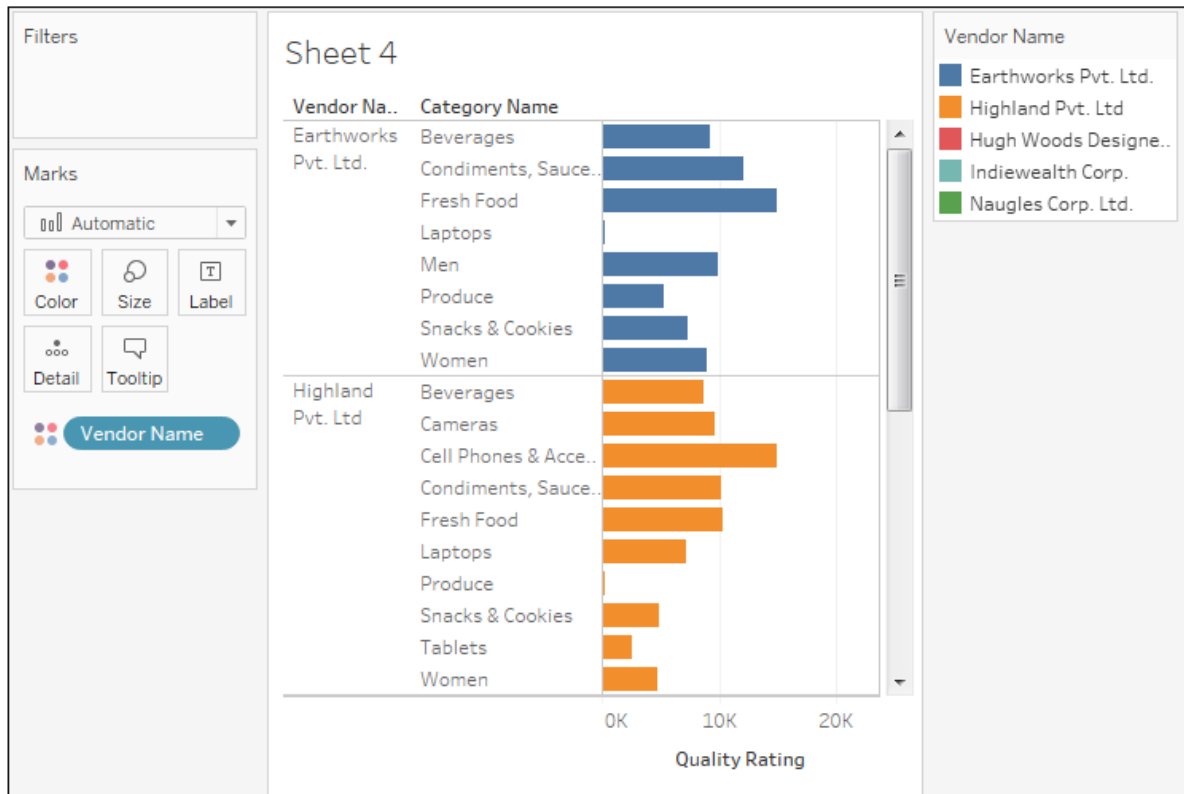 Filters
Marks
Automatic
Color Size Label
Detail Tooltip
Vendor Name
Sheet 4
Vendor Na.. Category Name
Earthworks Pvt. Ltd.
Beverages
Condiments, Sauce..
Fresh Food
Laptops
Men
Produce
Snacks & Cookies
Women
Highland Pvt. Ltd
Beverages
Cameras
Cell Phones & Acce..
Condiments, Sauce..
Fresh Food
Laptops
Produce
Snacks & Cookies
Tablets
Women
0K 10K 20K
Quality Rating
Vendor Name
Earthworks Pvt. Ltd.
Highland Pvt. Ltd
Hugh Woods Designe..
Indiewealth Corp.
Naugles Corp. Ltd.